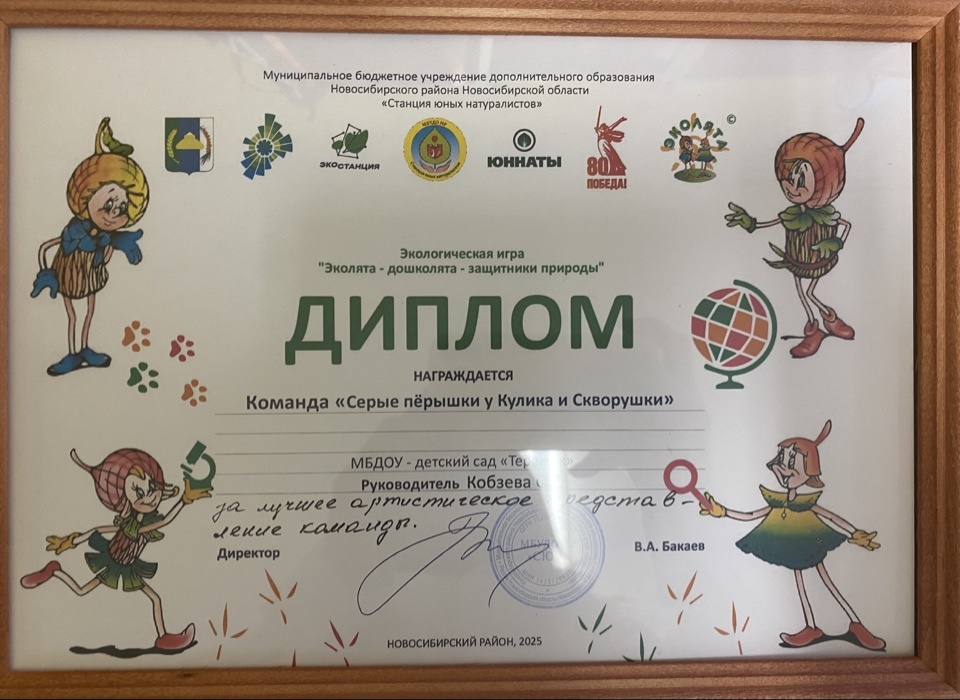 Муниципальное бюджетное учреждение дополнительного образования
Новосибирского района Новосибирской области
«Станция юных натуралистов»
ЭКОСТАНЦИЯ
ЮННАТЫ
80
ПОБЕДА!
ЭКОЛЯТА ©
Экологическая игра
"Эколята - дошколята - защитники природы"
ДИПЛОМ
НАГРАЖДАЕТСЯ
Команда «Серые пёрышки у Кулика и Скворушки»
МБДОУ - детский сад
Руководитель Кобзева
за лучшее артистическое представ-
ление команды.
Директор
В.А. Бакаев
НОВОСИБИРСКИЙ РАЙОН, 2025